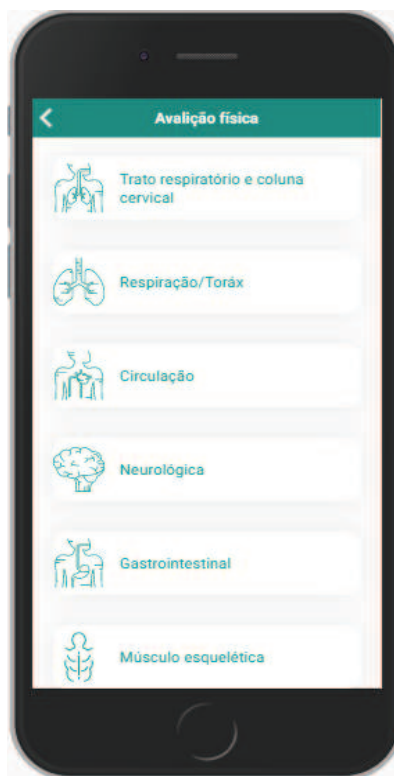 Avalição física
Trato respiratório e coluna
cervical
Respiração/Toráx
Circulação
Neurológica
Gastrointestinal
Músculo esquelética